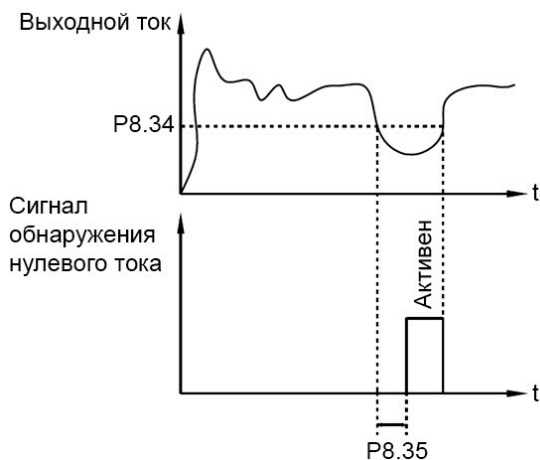 Выходной ток
P8.34
t
Сигнал
обнаружения
нулевого тока
Активен
t
P8.35